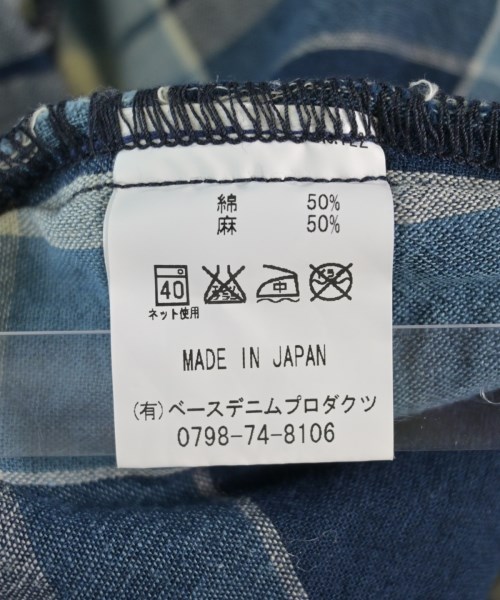 綿 50%
麻 50%
40
中
ネット使用
MADE IN JAPAN
(有)ベースデニムプロダクツ
0798-74-8106